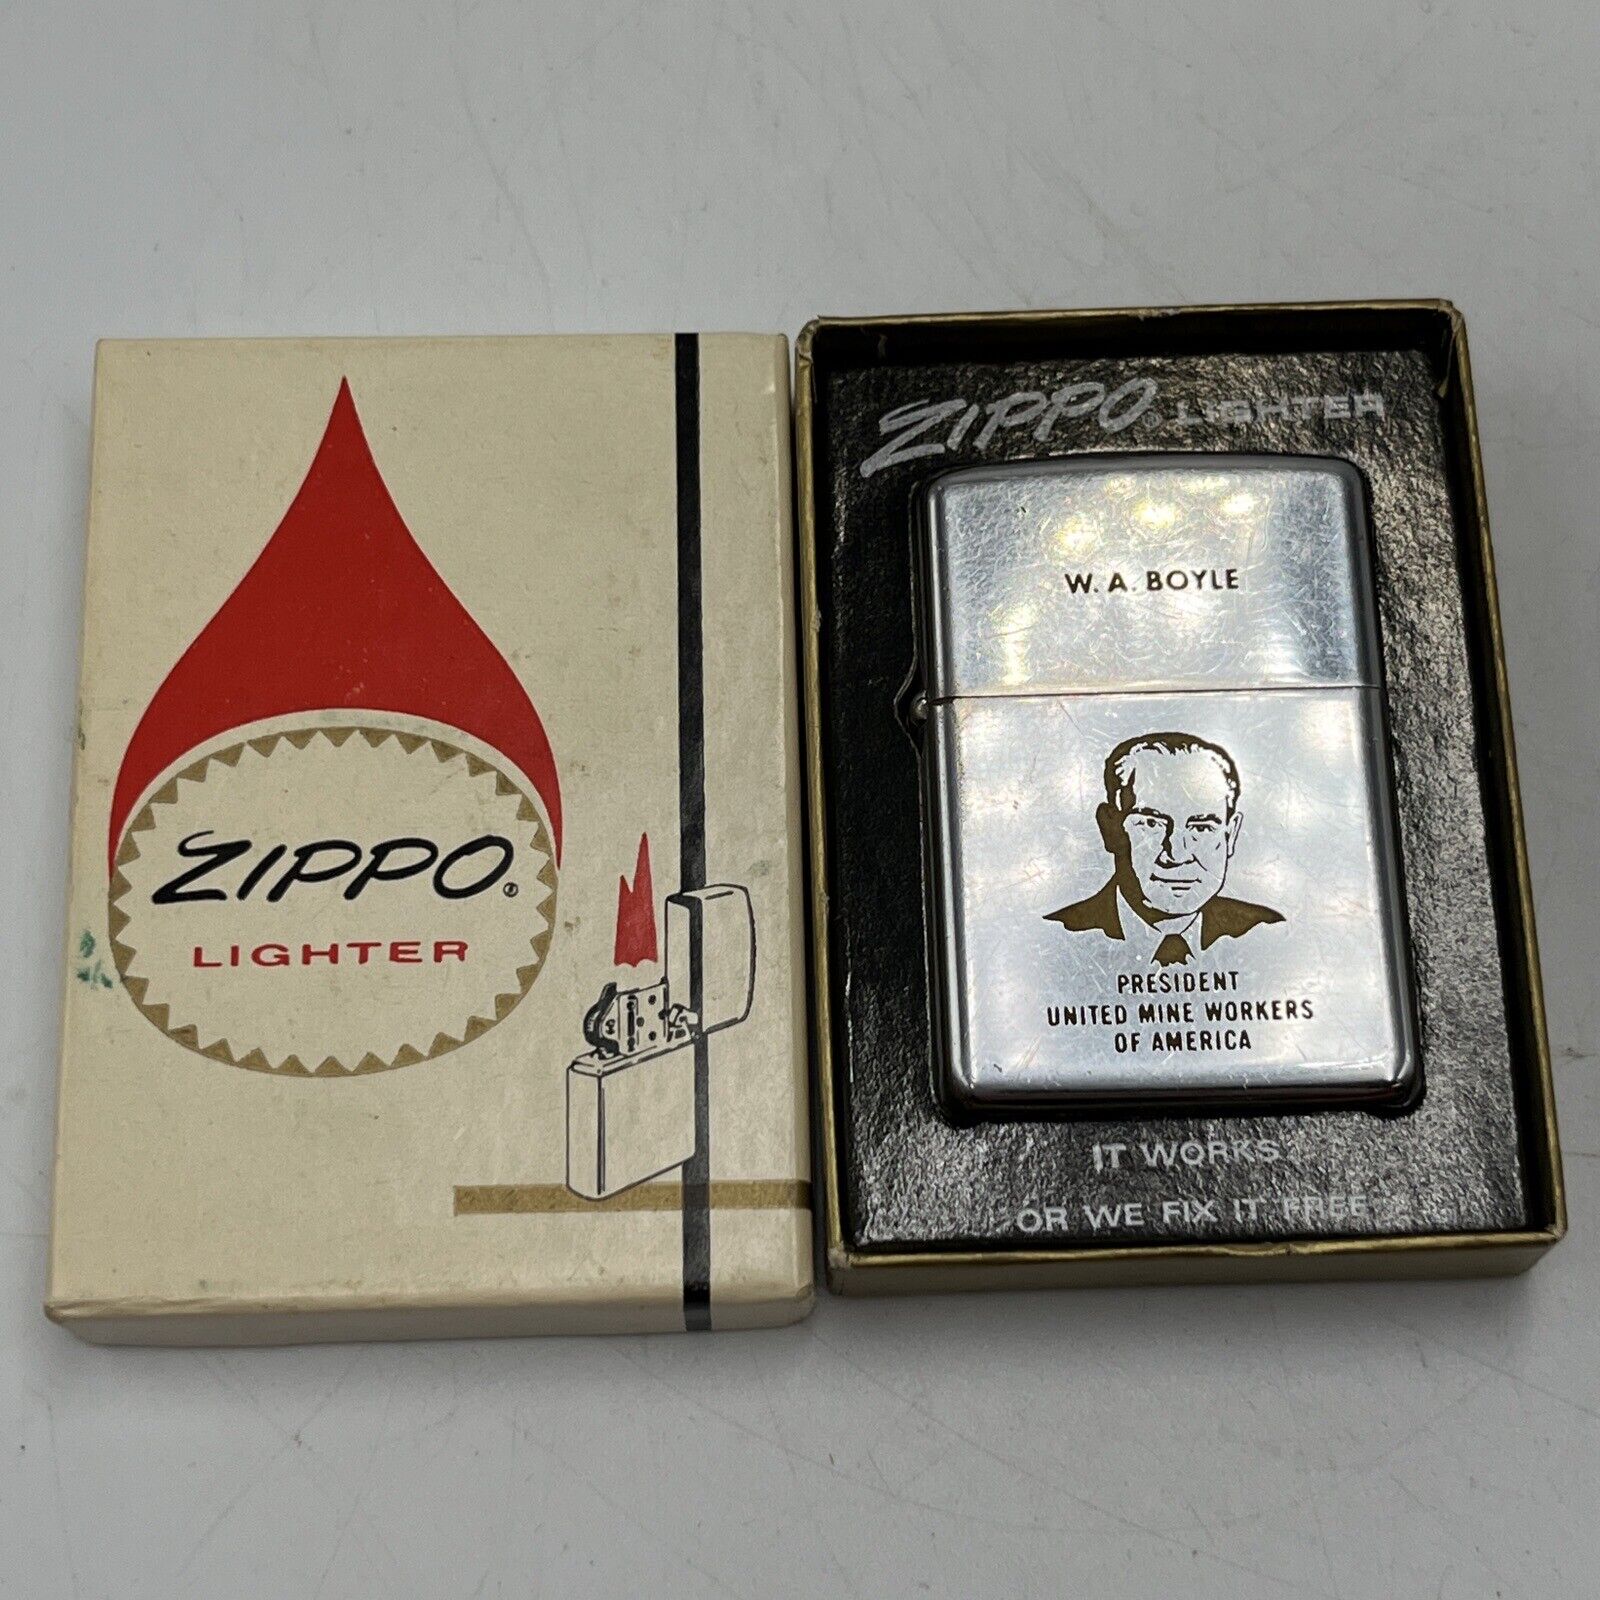 ZIPPO®
LIGHTER
ZIPPO® LIGHTER
W. A. BOYLE
PRESIDENT
UNITED MINE WORKERS
OF AMERICA
IT WORKS
OR WE FIX IT FREE